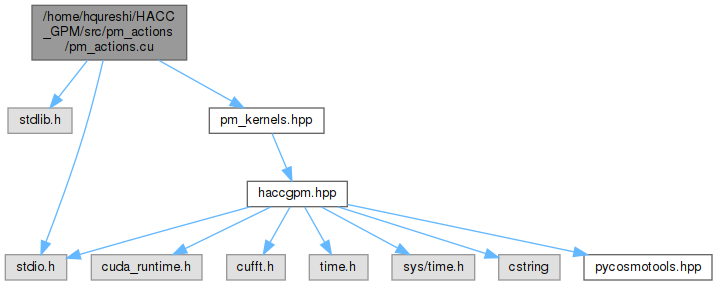 /home/hqureshi/HACC
_GPM/src/pm_actions
/pm_actions.cu
stdlib.h
pm_kernels.hpp
haccgpm.hpp
stdio.h
cuda_runtime.h
cufft.h
time.h
sys/time.h
cstring
pycosmotools.hpp